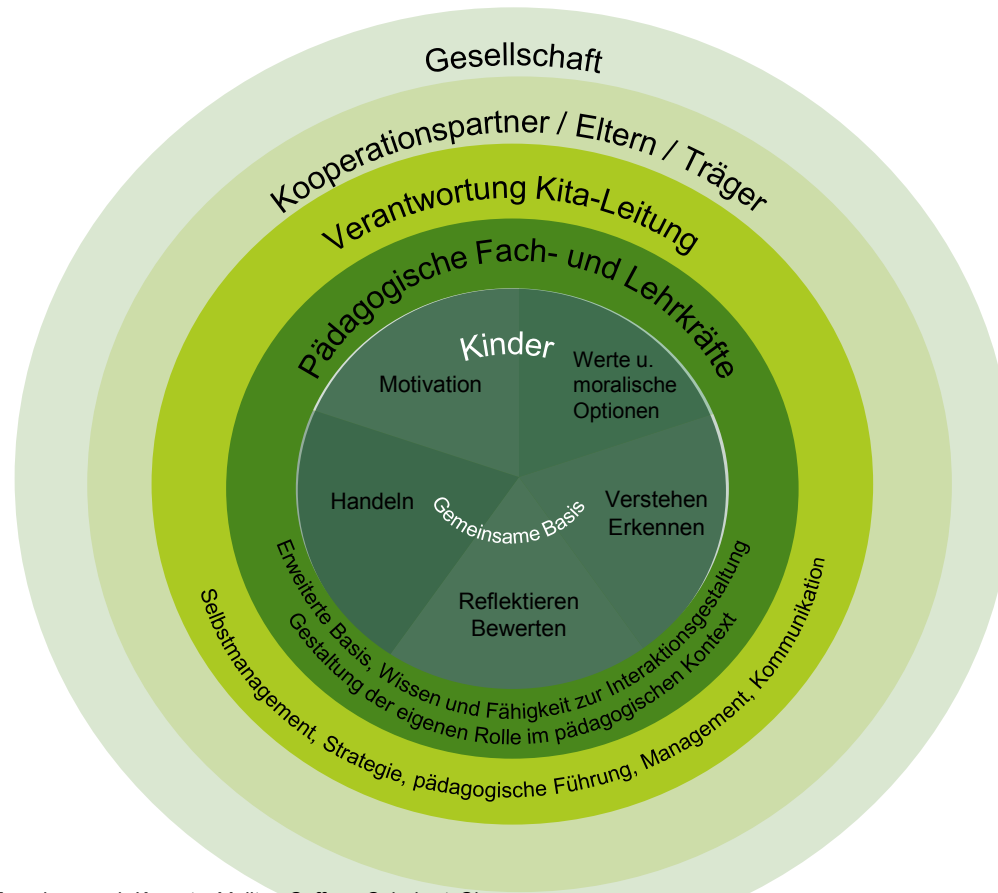 Gesellschaft
Kooperationspartner / Eltern / Träger
Verantwortung Kita-Leitung
Pädagogische Fach- und Lehrkräfte
Kinder
Motivation
Werte u.
moralische
Optionen
Handeln
Verstehen
Erkennen
Gemeinsame Basis
Reflektieren
Bewerten
Erweiterte Basis, Wissen und Fähigkeit zur Interaktionsgestaltung
Gestaltung der eigenen Rolle im pädagogischen Kontext
Selbstmanagement, Strategie, pädagogische Führung, Management, Kommunikation